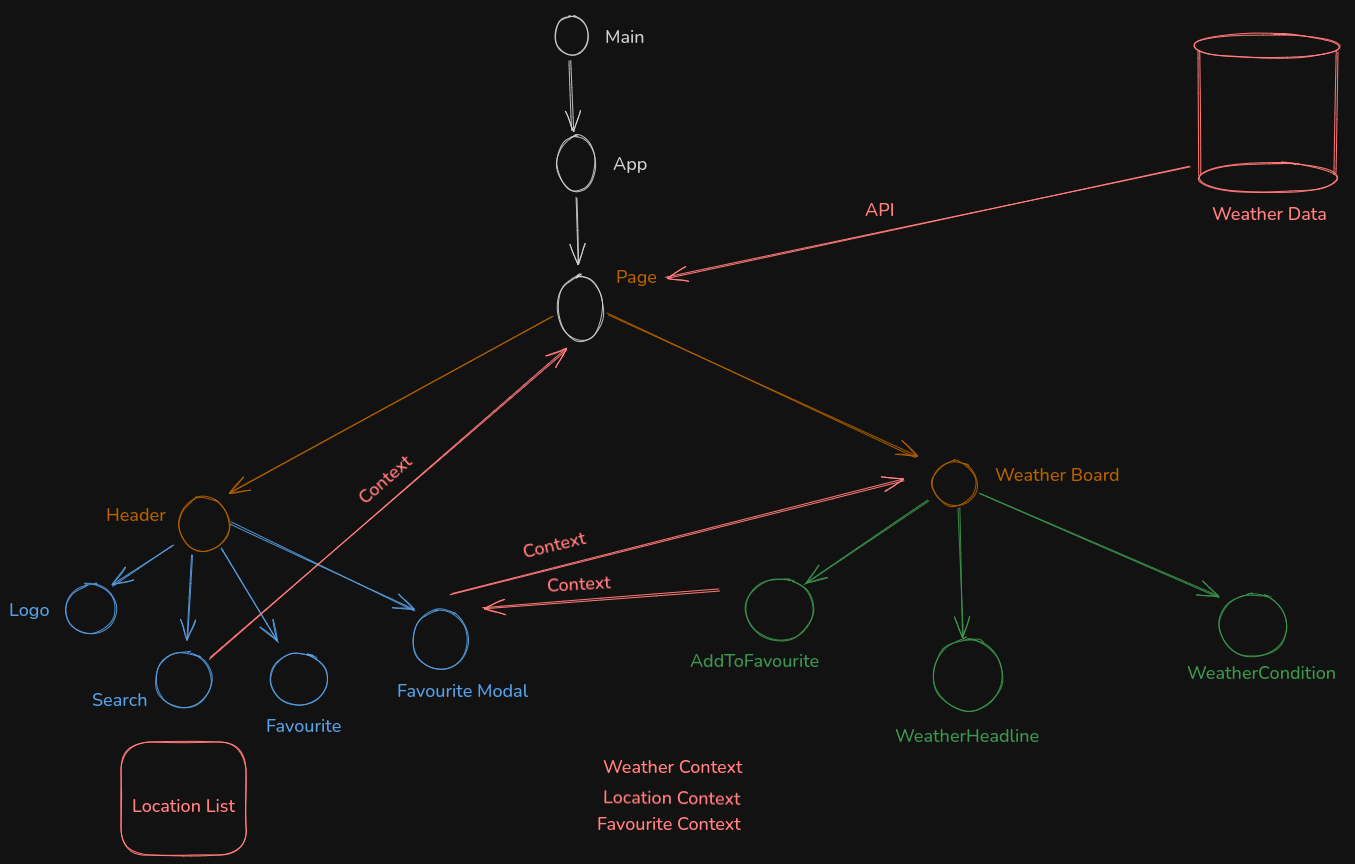 Main
App
API
Weather Data
Page
Context
Weather Board
Header
Context
Context
Logo
AddToFavourite
WeatherCondition
Favourite Modal
Search
Favourite
WeatherHeadline
Weather Context
Location Context
Location List
Favourite Context